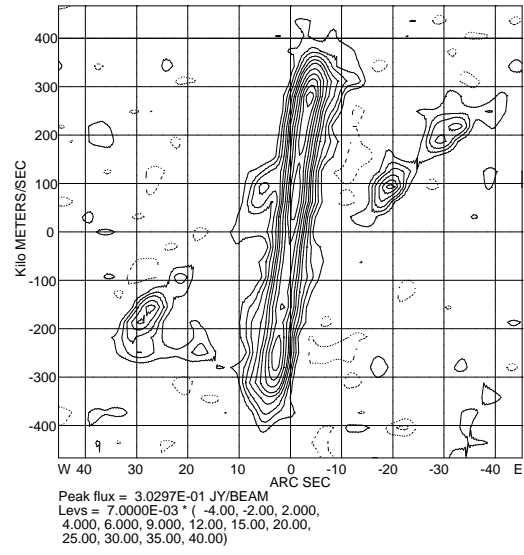 400
300
200
100
0
-100
-200
-300
-400
Kilo METERS/SEC
W 40 30 20 10 0 -10 -20 -30 -40 E
ARC SEC
Peak flux = 3.0297E-01 JY/BEAM
Levs = 7.0000E-03 * ( -4.00, -2.00, 2.000,
4.000, 6.000, 9.000, 12.00, 15.00, 20.00,
25.00, 30.00, 35.00, 40.00)